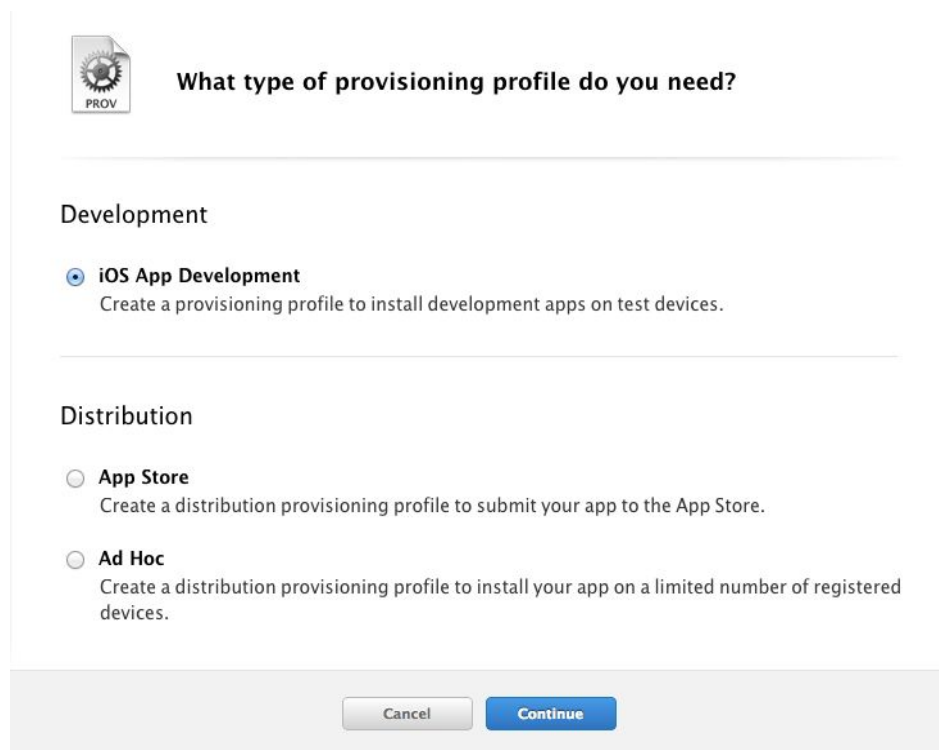 PROV
What type of provisioning profile do you need?
Development
iOS App Development
Create a provisioning profile to install development apps on test devices.
Distribution
App Store
Create a distribution provisioning profile to submit your app to the App Store.
Ad Hoc
Create a distribution provisioning profile to install your app on a limited number of registered
devices.
Cancel
Continue